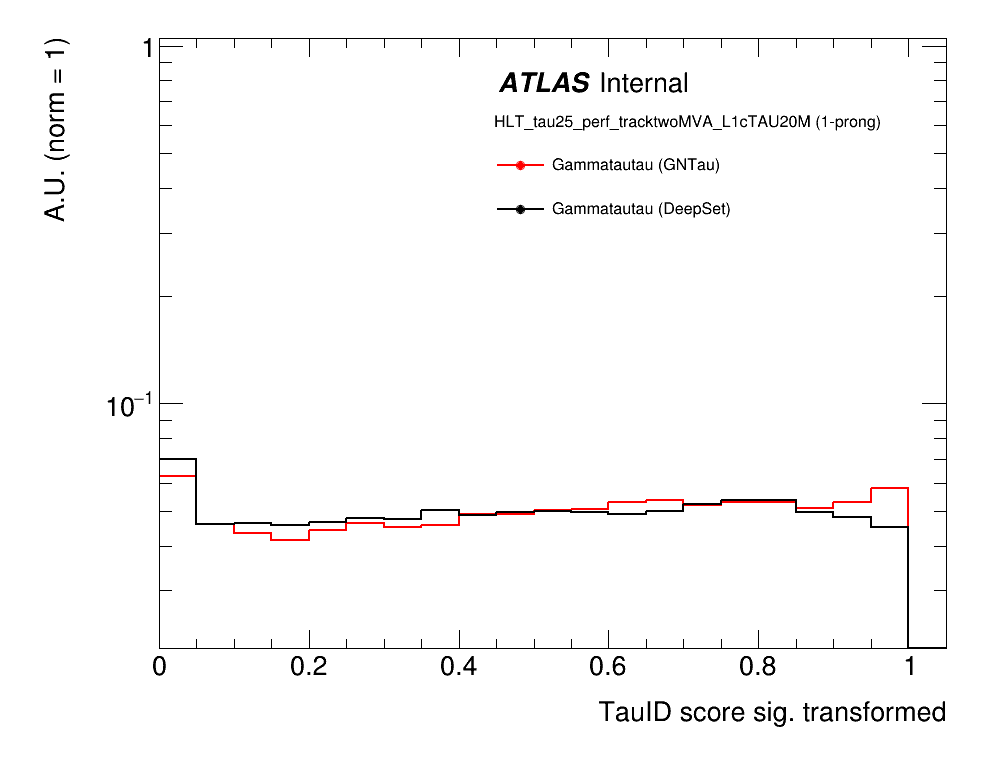 A.U. (norm = 1)
1
10⁻¹
ATLAS Internal
HLT_tau25_perf_tracktwoMVA_L1cTAU20M (1-prong)
Gammatautau (GNTau)
Gammatautau (DeepSet)
0 0.2 0.4 0.6 0.8 1
TauID score sig. transformed